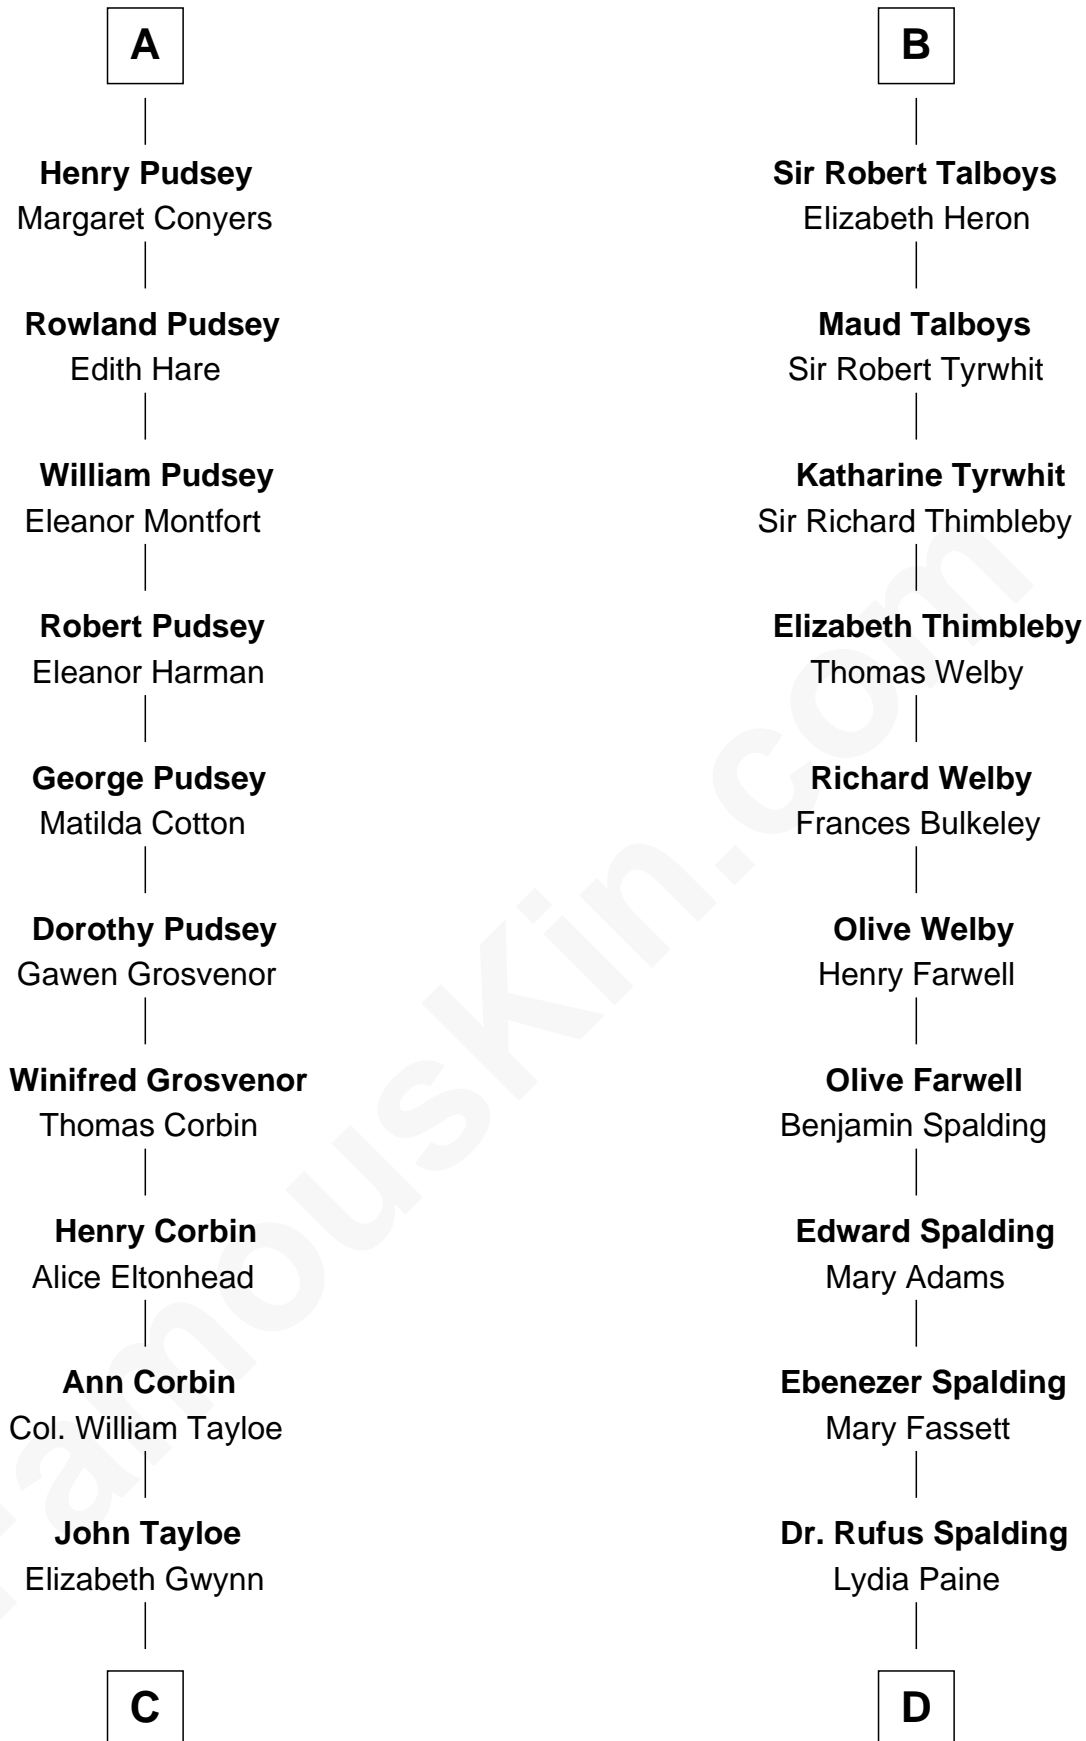 A
Henry Pudsey
Margaret Conyers
Rowland Pudsey
Edith Hare
William Pudsey
Eleanor Montfort
Robert Pudsey
Eleanor Harman
George Pudsey
Matilda Cotton
Dorothy Pudsey
Gawen Grosvenor
Winifred Grosvenor
Thomas Corbin
Henry Corbin
Alice Eltonhead
Ann Corbin
Col. William Tayloe
John Tayloe
Elizabeth Gwynn
C
B
Sir Robert Talboys
Elizabeth Heron
Maud Talboys
Sir Robert Tyrwhit
Katharine Tyrwhit
Sir Richard Thimbleby
Elizabeth Thimbleby
Thomas Welby
Richard Welby
Frances Bulkeley
Olive Welby
Henry Farwell
Olive Farwell
Benjamin Spalding
Edward Spalding
Mary Adams
Ebenezer Spalding
Mary Fassett
Dr. Rufus Spalding
Lydia Paine
D
FamousKin.com